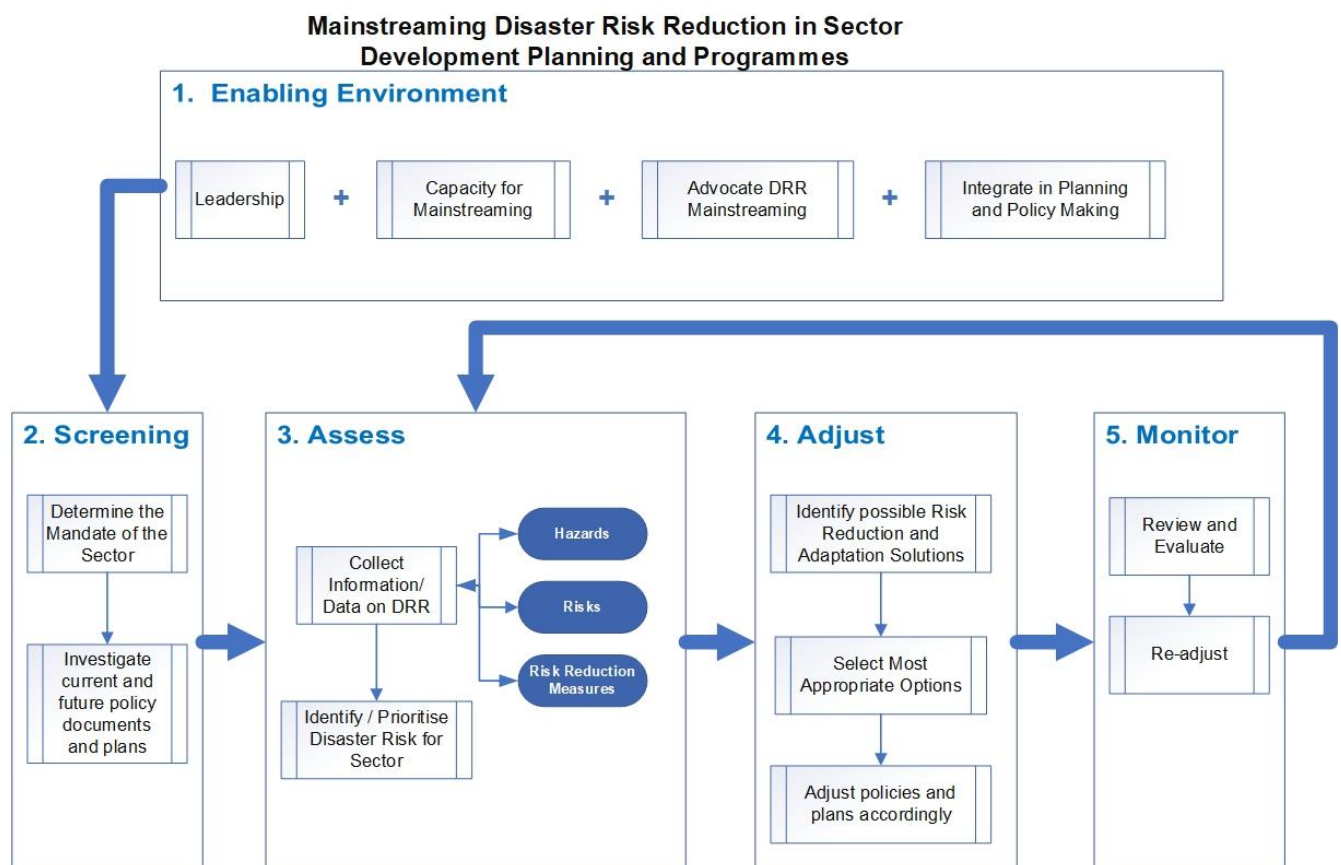 Mainstreaming Disaster Risk Reduction in Sector
Development Planning and Programmes
1. Enabling Environment
Leadership
+
Capacity for
Mainstreaming
+
Advocate DRR
Mainstreaming
+
Integrate in Planning
and Policy Making
2. Screening
Determine the
Mandate of the
Sector
Investigate
current and
future policy
documents
and plans
3. Assess
Collect
Information/
Data on DRR
Hazards
Risks
Risk Reduction
Measures
Identify / Prioritise
Disaster Risk for
Sector
4. Adjust
Identify possible Risk
Reduction and
Adaptation Solutions
Select Most
Appropriate Options
Adjust policies and
plans accordingly
5. Monitor
Review and
Evaluate
Re-adjust